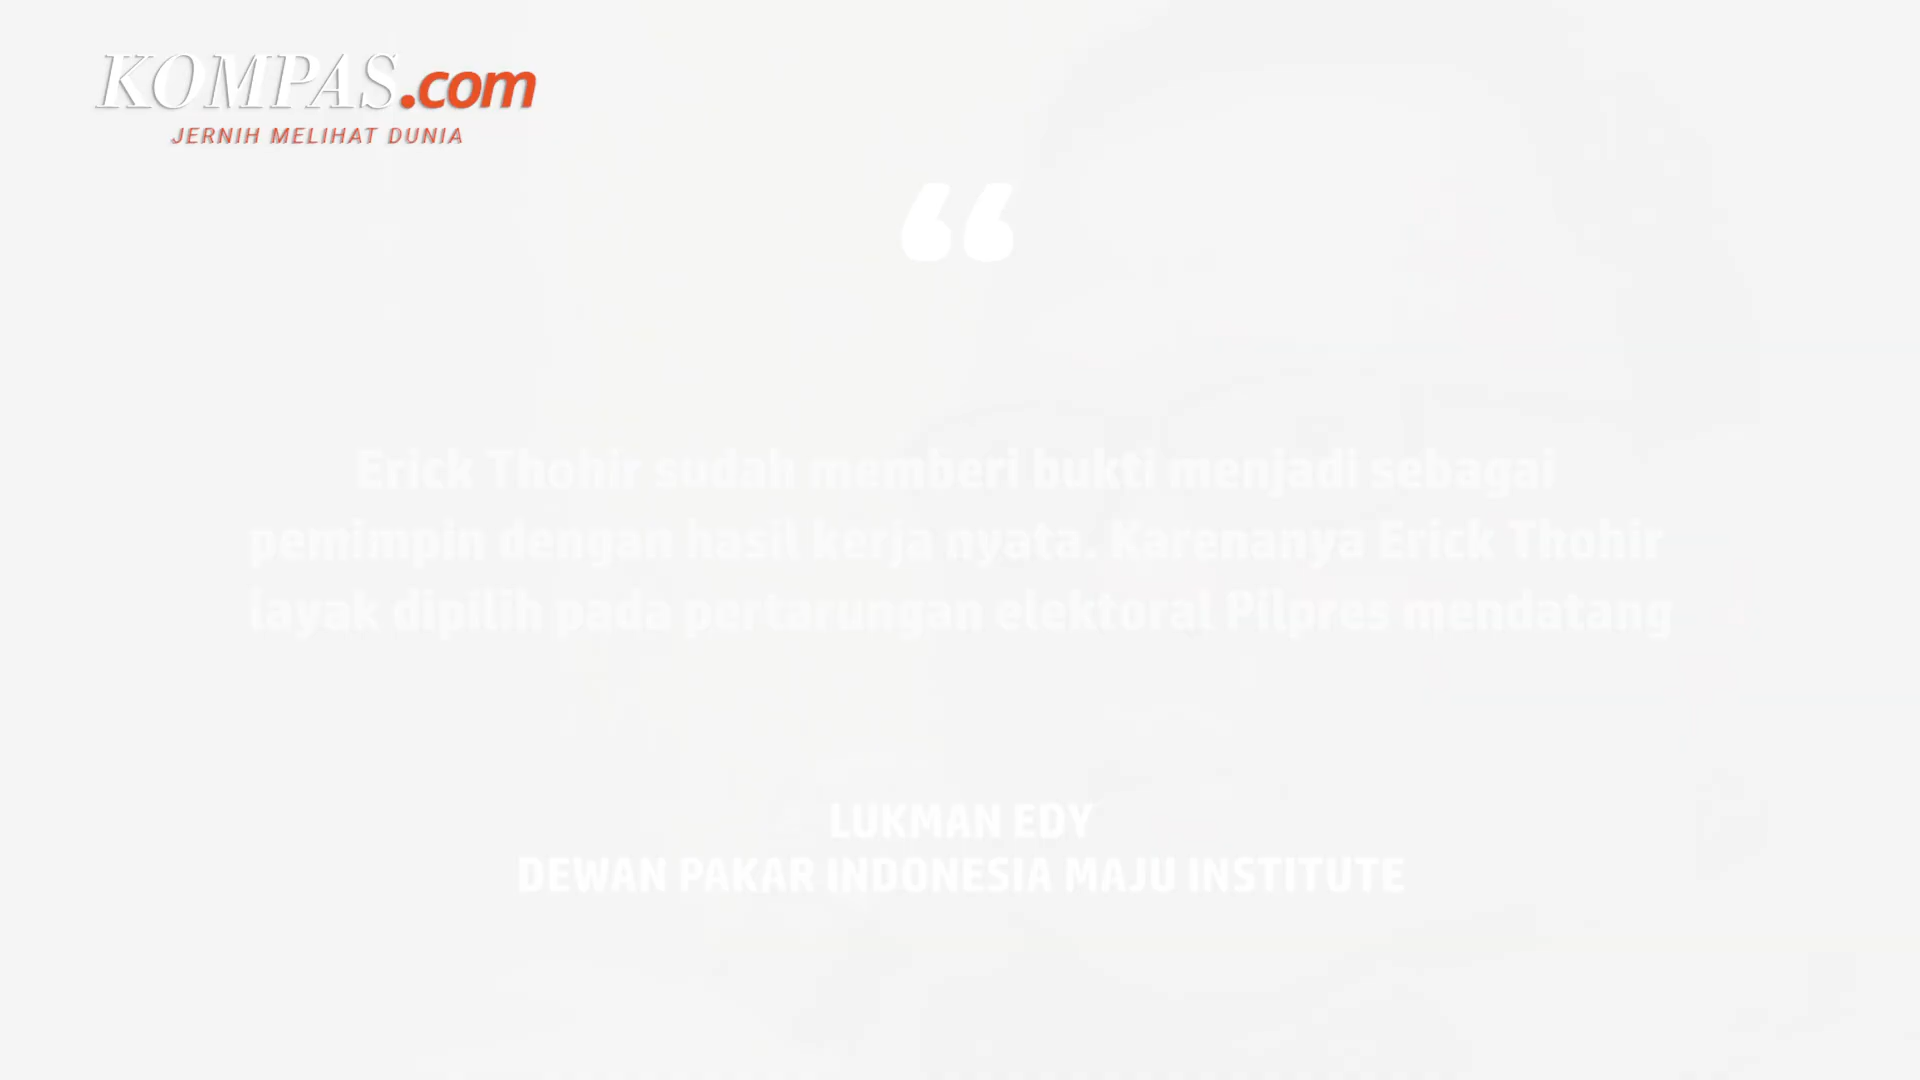 KOMPAS.com
JERNIH MELIHAT DUNIA
“
Erick Thohir sudah memberi bukti menjadi sebagai
pemimpin dengan hasil kerja nyata. Karenanya Erick Thohir
layak dipilih pada pertarungan elektoral Pilpres mendatang
LUKMAN EDY
DEWAN PAKAR INDONESIA MAJU INSTITUTE